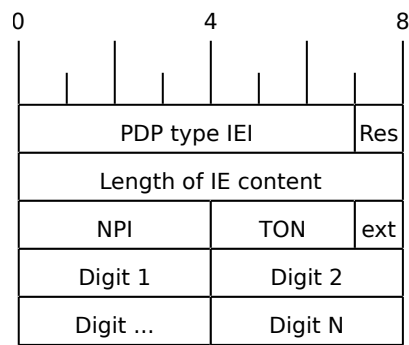 0 4 8
PDP type IEI Res
Length of IE content
NPI TON ext
Digit 1 Digit 2
Digit ... Digit N